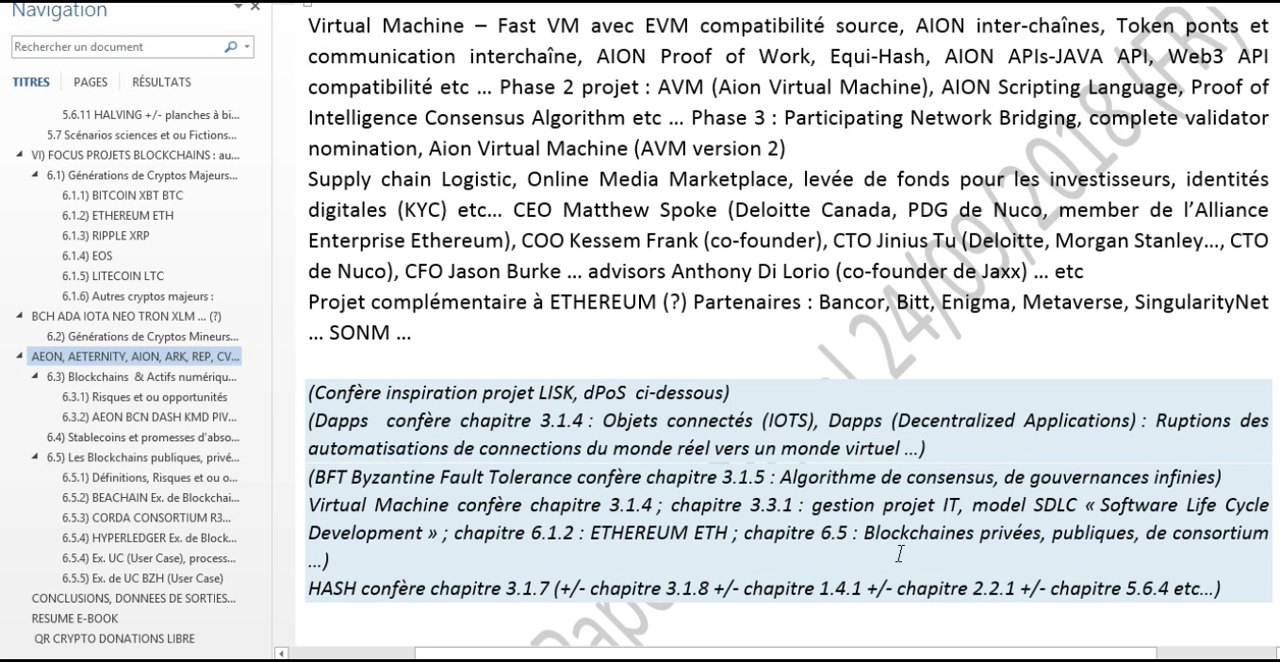 Navigation
Rechercher un document
TITRES PAGES RÉSULTATS
5.6.11 HALVING +/- planches à bi...
5.7 Scénarios sciences et ou Fictions...
VI) FOCUS PROJETS BLOCKCHAINS : au...
6.1) Générations de Cryptos Majeurs...
6.1.1) BITCOIN XBT BTC
6.1.2) ETHEREUM ETH
6.1.3) RIPPLE XRP
6.1.4) EOS
6.1.5) LITECOIN LTC
6.1.6) Autres cryptos majeurs :
BCH ADA IOTA NEO TRON XLM ... (?)
6.2) Générations de Cryptos Mineurs...
AEON, AETERNITY, AION, ARK, REP, CV...
6.3) Blockchains & Actifs numériqu...
6.3.1) Risques et ou opportunités
6.3.2) AEON BCN DASH KMD PIV...
6.4) Stablecoins et promesses d'abso...
6.5) Les Blockchains publiques, privé...
6.5.1) Définitions, Risques et ou o...
6.5.2) BEACHAIN Ex. de Blockchai...
6.5.3) CORDA CONSORTIUM R3...
6.5.4) HYPERLEDGER Ex. de Block...
6.5.4) Ex. UC (User Case), process...
6.5.5) Ex. de UC BZH (User Case)
CONCLUSIONS, DONNEES DE SORTIES...
RESUME E-BOOK
QR CRYPTO DONATIONS LIBRE
Virtual Machine – Fast VM avec EVM compatibilité source, AION inter-chaînes, Token ponts et
communication interchaîne, AION Proof of Work, Equi-Hash, AION APIs-JAVA API, Web3 API
compatibilité etc ... Phase 2 projet : AVM (Aion Virtual Machine), AION Scripting Language, Proof of
Intelligence Consensus Algorithm etc ... Phase 3 : Participating Network Bridging, complete validator
nomination, Aion Virtual Machine (AVM version 2)
Supply chain Logistic, Online Media Marketplace, levée de fonds pour les investisseurs, identités
digitales (KYC) etc... CEO Matthew Spoke (Deloitte Canada, PDG de Nuco, member de l'Alliance
Enterprise Ethereum), COO Kessem Frank (co-founder), CTO Jinius Tu (Deloitte, Morgan Stanley..., CTO
de Nuco), CFO Jason Burke ... advisors Anthony Di Lorio (co-founder de Jaxx) ... etc
Projet complémentaire à ETHEREUM (?) Partenaires : Bancor, Bitt, Enigma, Metaverse, SingularityNet
... SONM ...
(Confère inspiration projet LISK, dPoS ci-dessous)
(Dapps confère chapitre 3.1.4 : Objets connectés (IOTS), Dapps (Decentralized Applications) : Ruptions des
automatisations de connections du monde réel vers un monde virtuel ...)
(BFT Byzantine Fault Tolerance confère chapitre 3.1.5 : Algorithme de consensus, de gouvernances infinies)
Virtual Machine confère chapitre 3.1.4 ; chapitre 3.3.1 : gestion projet IT, model SDLC « Software Life Cycle
Development » ; chapitre 6.1.2 : ETHEREUM ETH ; chapitre 6.5 : Blockchaines privées, publiques, de consortium
...)
HASH confère chapitre 3.1.7 (+/- chapitre 3.1.8 +/- chapitre 1.4.1 +/- chapitre 2.2.1 +/- chapitre 5.6.4 etc...)
24/09/2018 (FR)